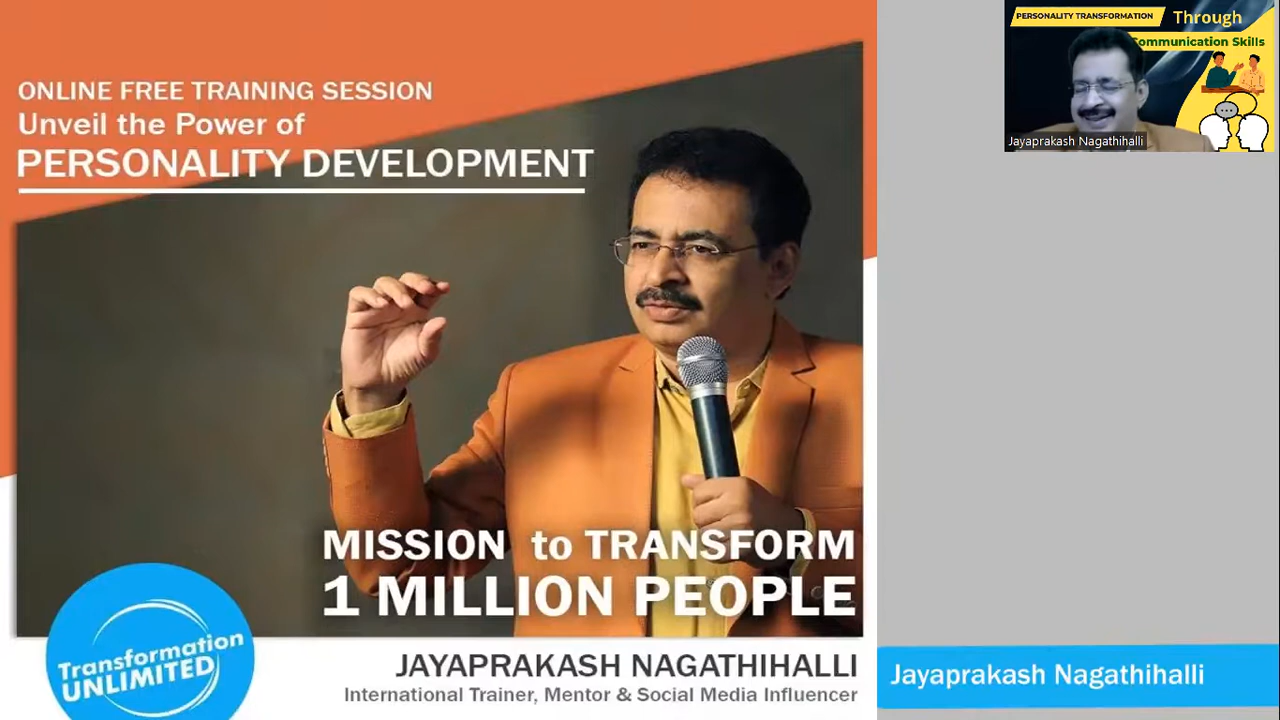 ONLINE FREE TRAINING SESSION
Unveil the Power of
PERSONALITY DEVELOPMENT
MISSION to TRANSFORM
1 MILLION PEOPLE
Transformation
UNLIMITED
JAYAPRAKASH NAGATHIHALLI
International Trainer, Mentor & Social Media Influencer
PERSONALITY TRANSFORMATION
Through
Communication Skills
Jayaprakash Nagathihalli
Jayaprakash Nagathihalli